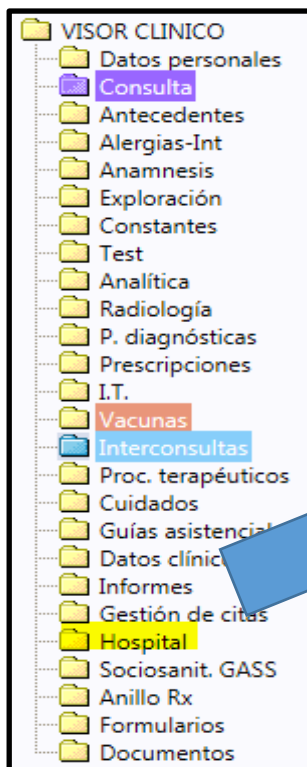 VISOR CLINICO
Datos personales
Consulta
Antecedentes
Alergias-Int
Anamnesis
Exploración
Constantes
Test
Analítica
Radiología
P. diagnósticas
Prescripciones
I.T.
Vacunas
Interconsultas
Proc. terapéuticos
Cuidados
Guías asistencial
Datos clínic
Informes
Gestión de citas
Hospital
Sociosanit. GASS
Anillo Rx
Formularios
Documentos